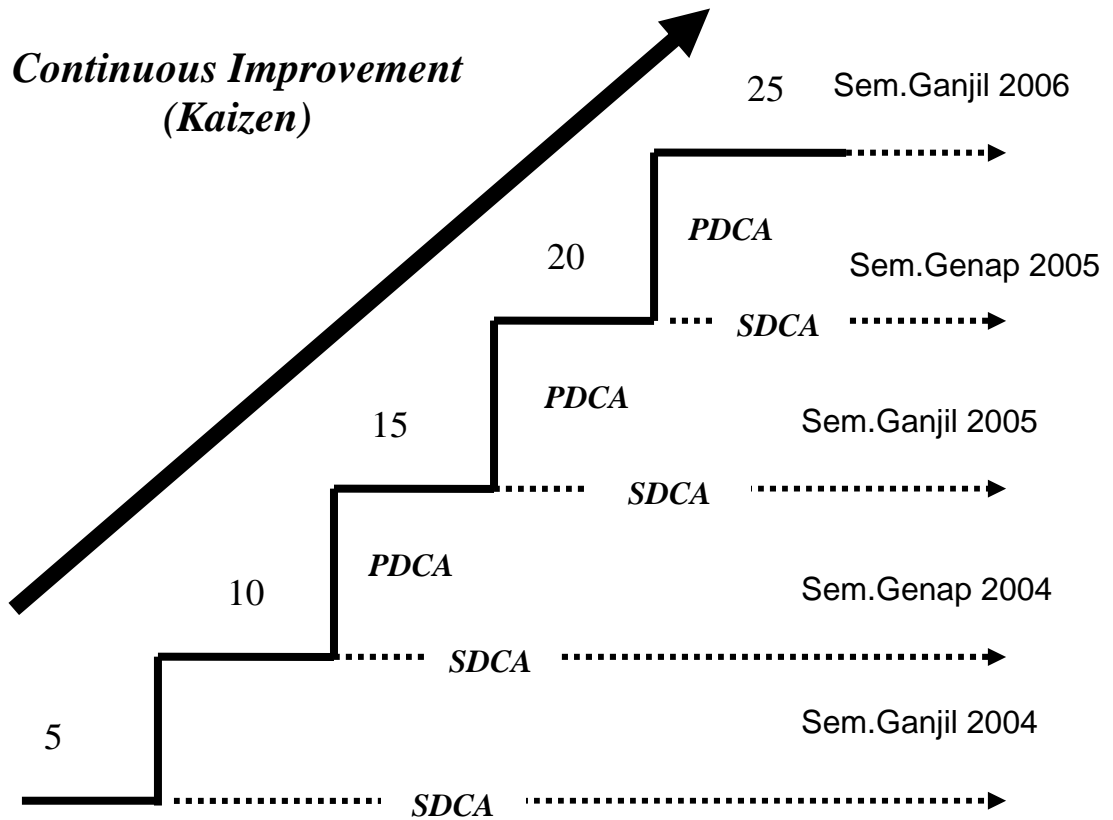 Continuous Improvement
(Kaizen)
25 Sem.Ganjil 2006
PDCA
20 Sem.Genap 2005
SDCA
PDCA
15 Sem.Ganjil 2005
SDCA
PDCA
10 Sem.Genap 2004
SDCA
5 Sem.Ganjil 2004
SDCA